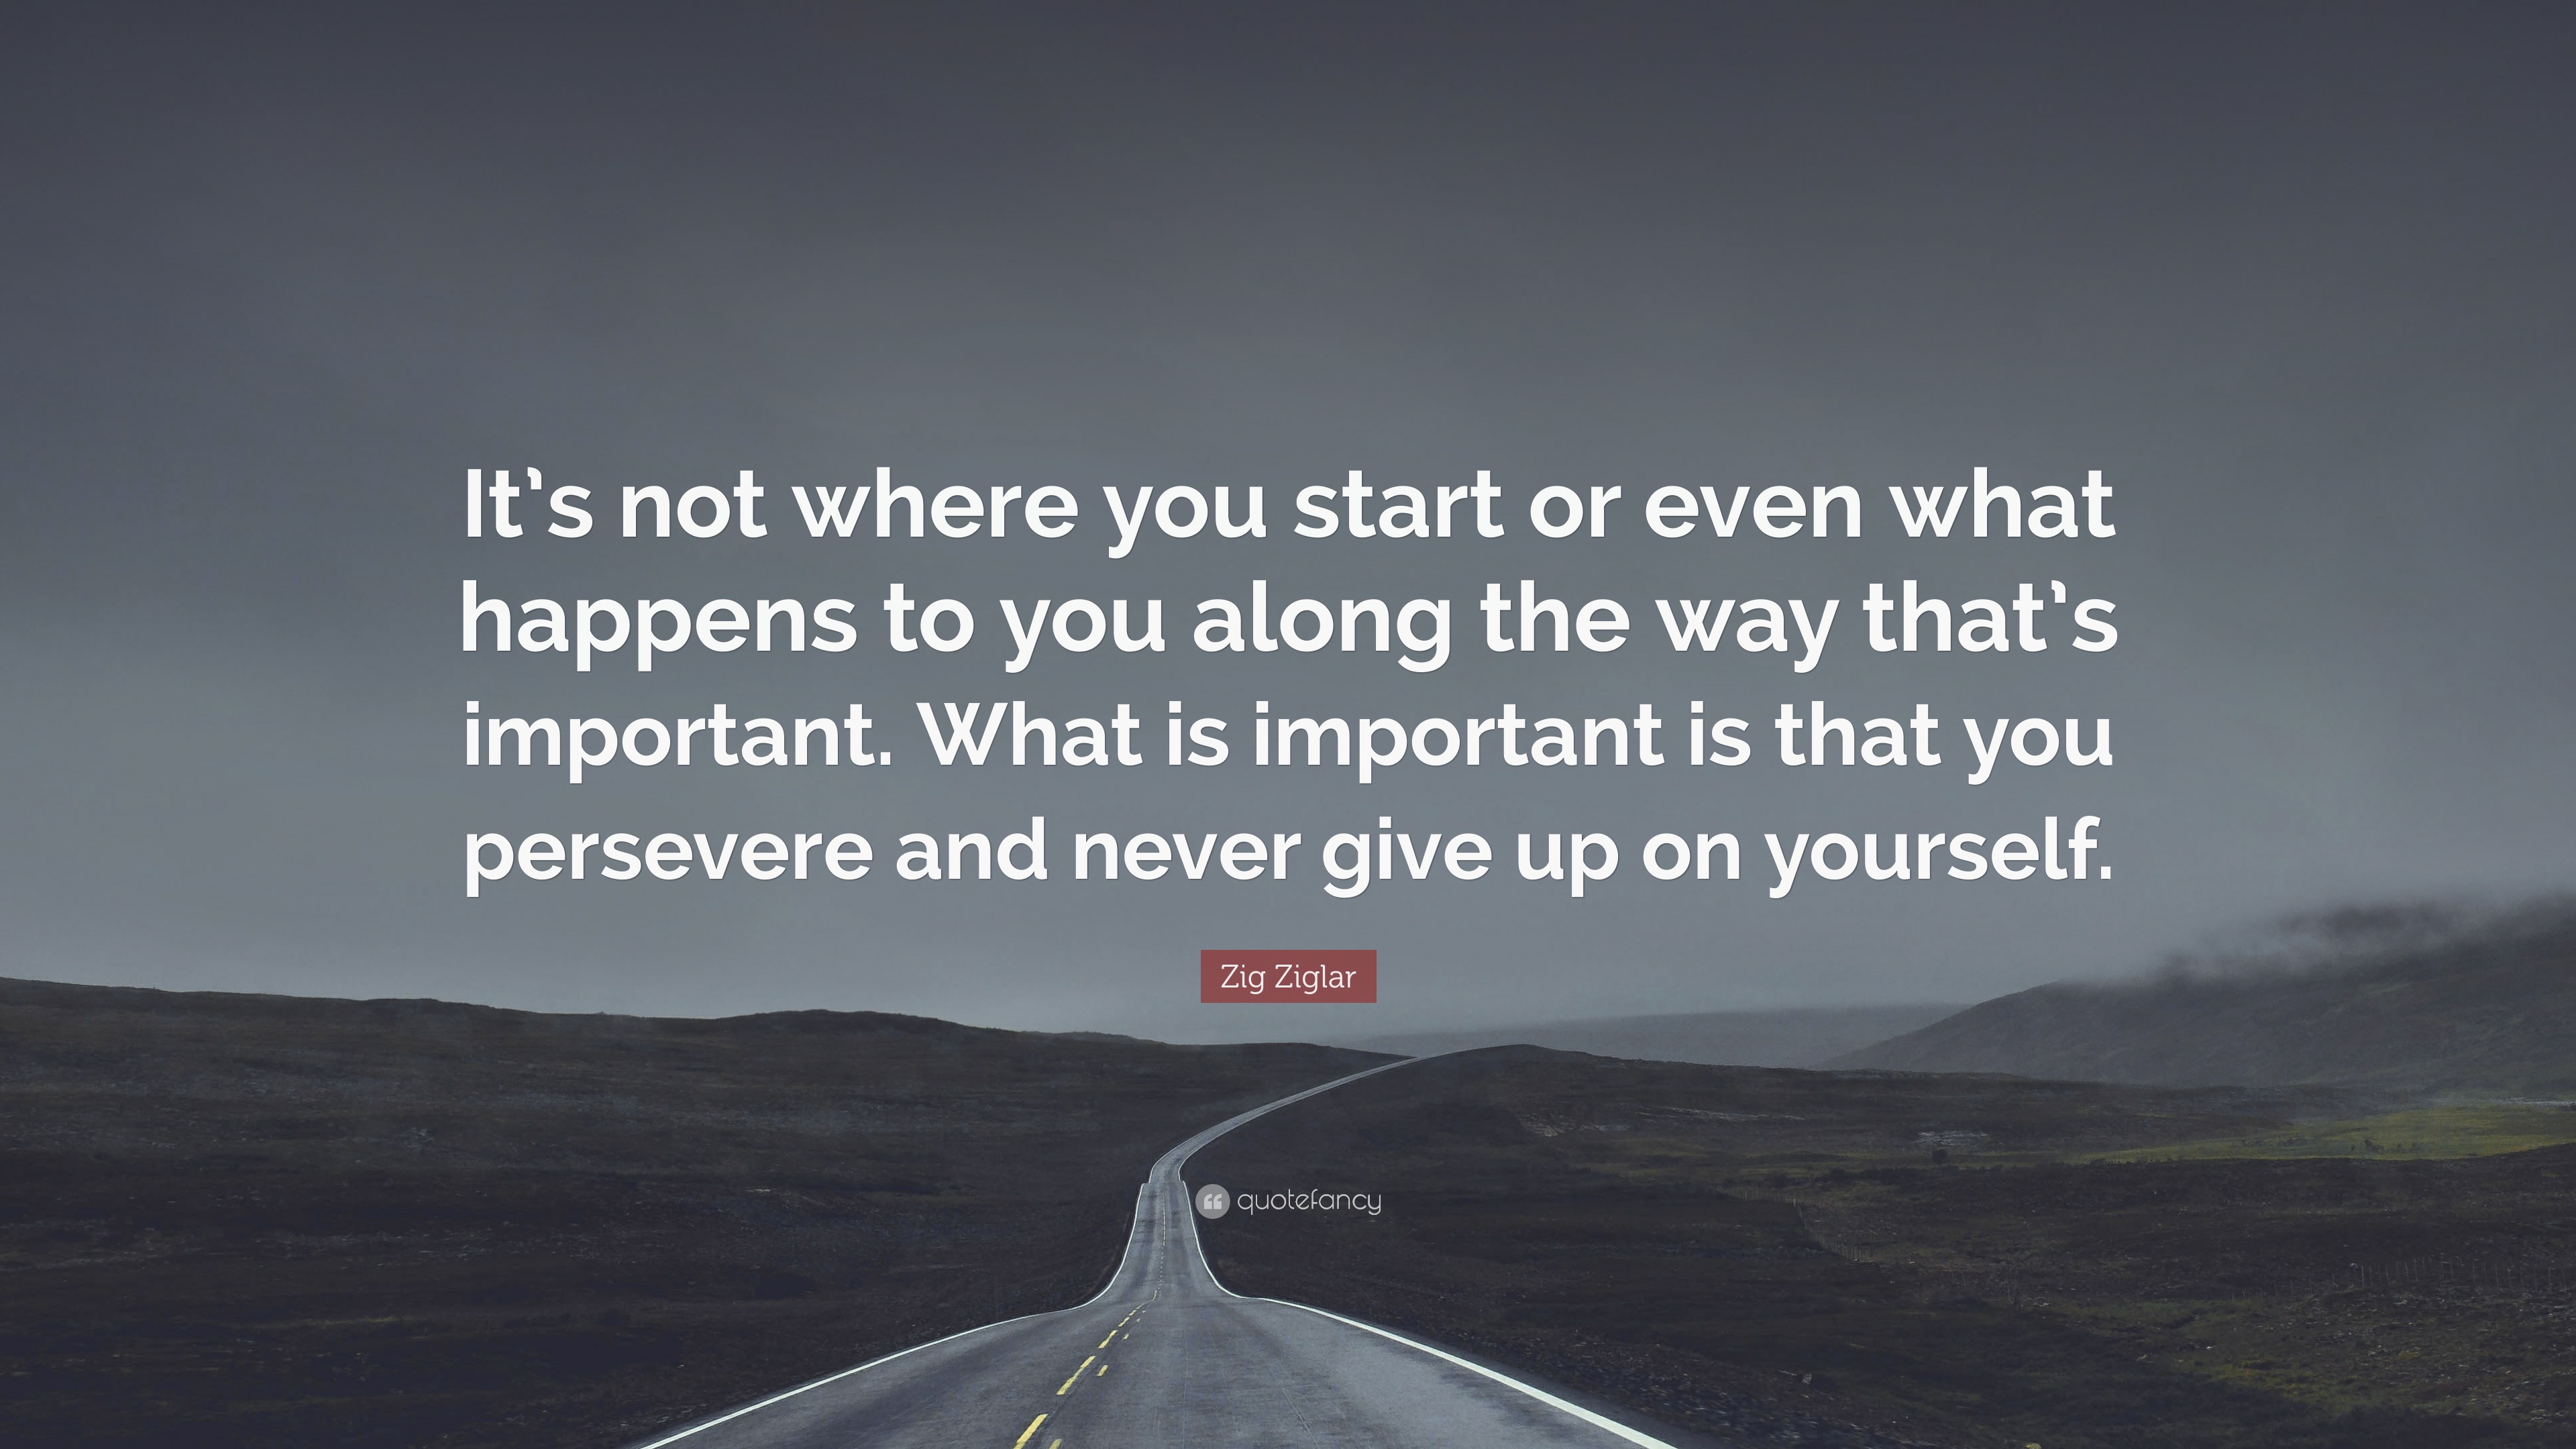 It’s not where you start or even what
happens to you along the way that’s
important. What is important is that you
persevere and never give up on yourself.
Zig Ziglar
quotefancy